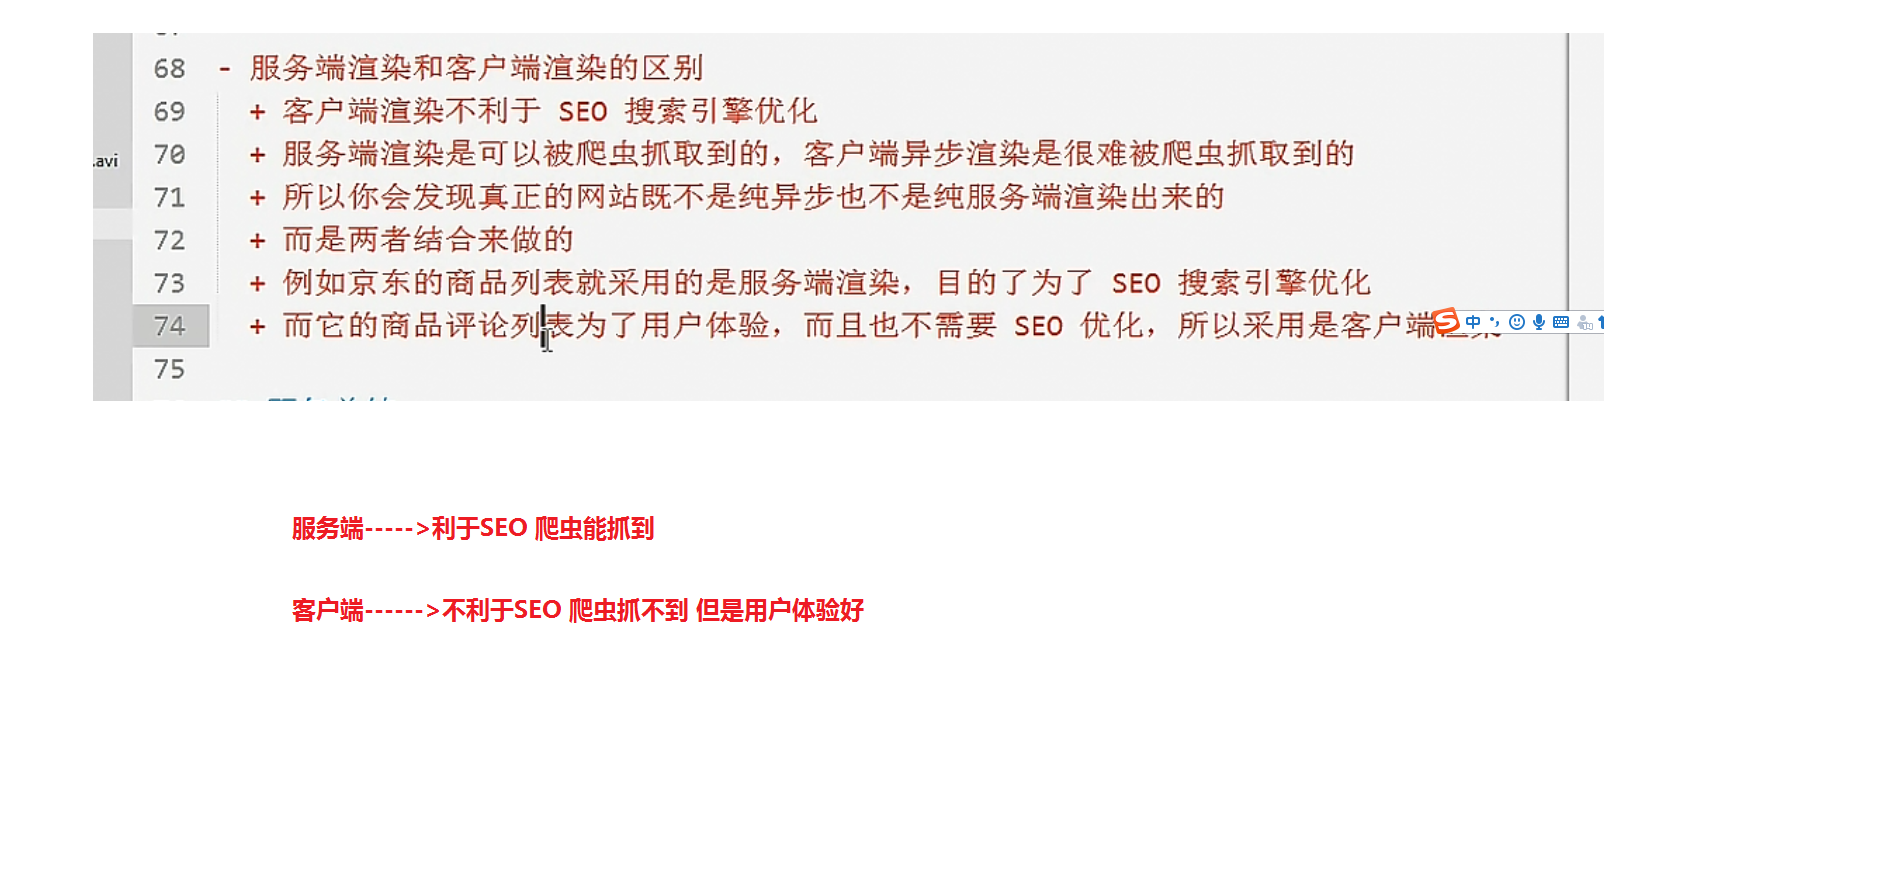 .avi
68 - 服务端渲染和客户端渲染的区别
69 + 客户端渲染不利于 SEO 搜索引擎优化
70 + 服务端渲染是可以被爬虫抓取到的，客户端异步渲染是很难被爬虫抓取到的
71 + 所以你会发现真正的网站既不是纯异步也不是纯服务端渲染出来的
72 + 而是两者结合来做的
73 + 例如京东的商品列表就采用的是服务端渲染，目的了为了 SEO 搜索引擎优化
74 + 而它的商品评论列表为了用户体验，而且也不需要 SEO 优化，所以采用是客户端渲染
中
75
服务端----->利于SEO 爬虫能抓到
客户端------>不利于SEO 爬虫抓不到 但是用户体验好